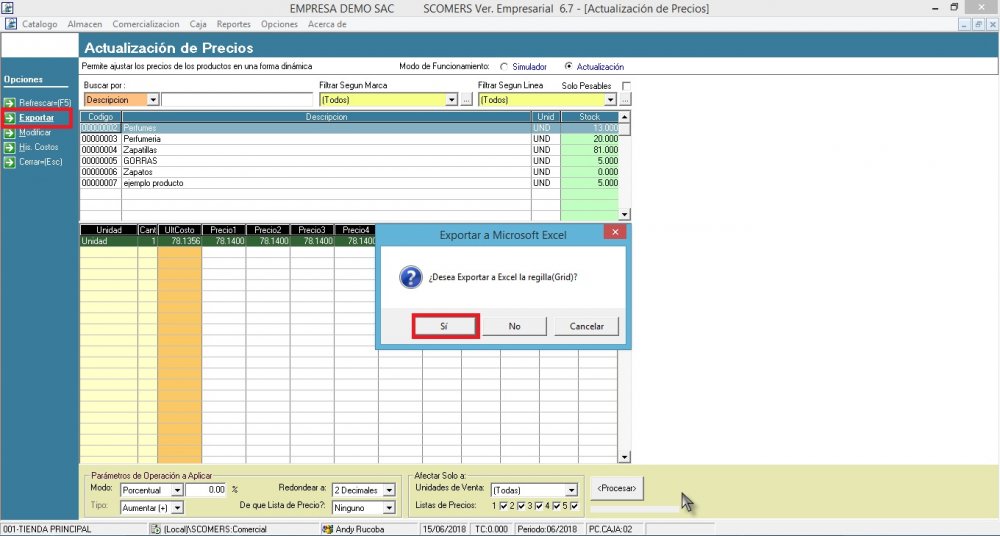 EMPRESA DEMO SAC SCOMERS Ver. Empresarial 6.7 - [Actualización de Precios]
Catalogo Almacen Comercializacion Caja Reportes Opciones Acerca de
Actualización de Precios
Permite ajustar los precios de los productos en una forma dinámica Modo de Funcionamiento: Simulador Actualización
Opciones
Refrescar=(F5)
Exportar
Modificar
His. Costos
Cerrar=(Esc)
Buscar por : Filtrar Segun Marca Filtrar Segun Linea Solo Pesables
Descripcion (Todos) ... (Todos) ...
Codigo Descripcion Unid Stock
00000002 Perfumes UND 13.000
00000003 Perfumeria UND 20.000
00000004 Zapatillas UND 81.000
00000005 GORRAS UND 5.000
00000006 Zapatos UND 0.000
00000007 ejemplo producto UND 5.000
Unidad Cant UltCosto Precio1 Precio2 Precio3 Precio4
Unidad 1 78.1356 78.1400 78.1400 78.1400 78.1400
Exportar a Microsoft Excel
¿Desea Exportar a Excel la regilla(Grid)?
Sí No Cancelar
Parámetros de Operación a Aplicar
Modo: Porcentual 0.00 % Redondear a: 2 Decimales
Tipo: Aumentar (+) De que Lista de Precio?: Ninguno
Afectar Solo a:
Unidades de Venta: (Todas)
Listas de Precios: 1 2 3 4 5
<Procesar>
001-TIENDA PRINCIPAL (Local)\SCOMERS:Comercial Andy Rucoba 15/06/2018 TC:0.000 Periodo:06/2018 PC.CAJA:02